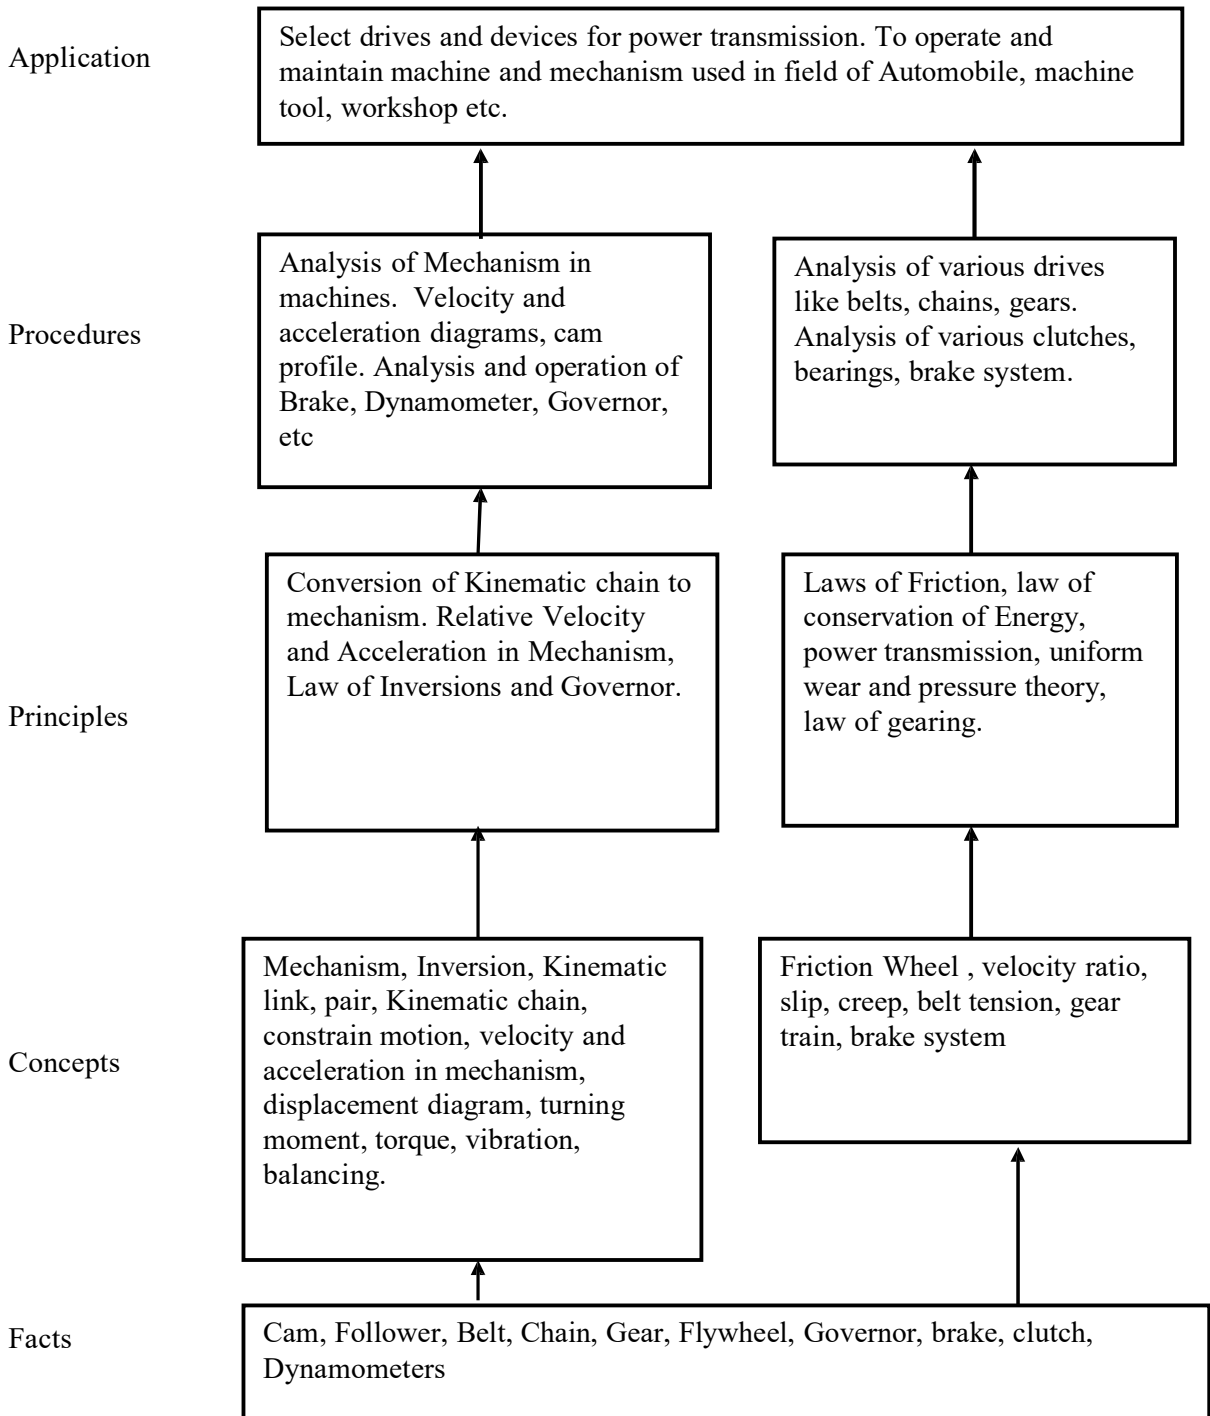 Application
Select drives and devices for power transmission. To operate and
maintain machine and mechanism used in field of Automobile, machine
tool, workshop etc.
Procedures
Analysis of Mechanism in
machines.  Velocity and
acceleration diagrams, cam
profile. Analysis and operation of
Brake, Dynamometer, Governor,
etc
Analysis of various drives
like belts, chains, gears.
Analysis of various clutches,
bearings, brake system.
Principles
Conversion of Kinematic chain to
mechanism. Relative Velocity
and Acceleration in Mechanism,
Law of Inversions and Governor.
Laws of Friction, law of
conservation of Energy,
power transmission, uniform
wear and pressure theory,
law of gearing.
Concepts
Mechanism, Inversion, Kinematic
link, pair, Kinematic chain,
constrain motion, velocity and
acceleration in mechanism,
displacement diagram, turning
moment, torque, vibration,
balancing.
Friction Wheel , velocity ratio,
slip, creep, belt tension, gear
train, brake system
Facts
Cam, Follower, Belt, Chain, Gear, Flywheel, Governor, brake, clutch,
Dynamometers